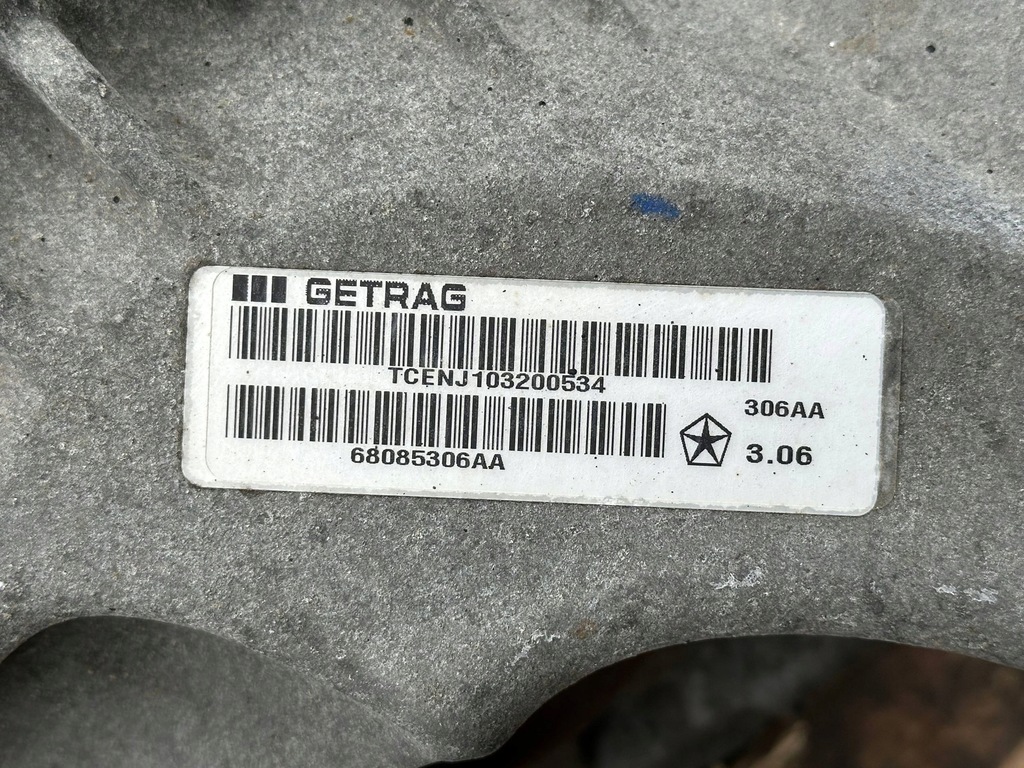 GETRAG
TCENJ103200534
306AA
68085306AA
3.06